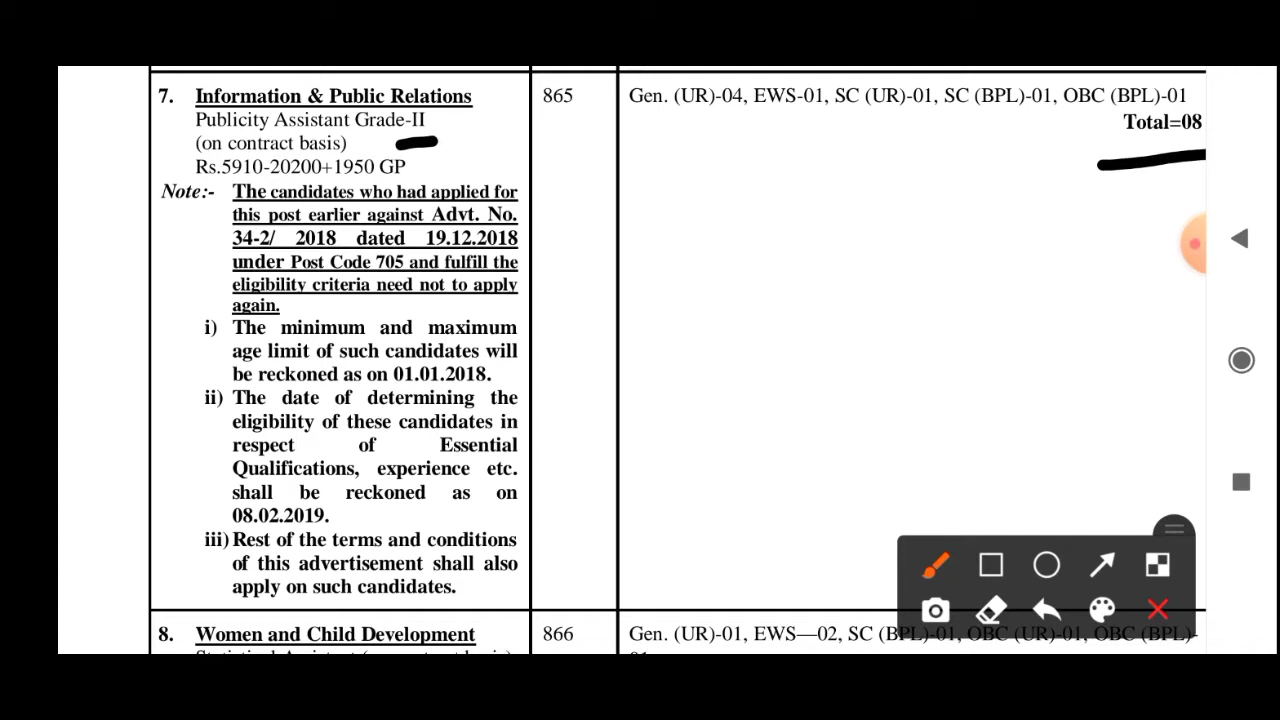 7. Information & Public Relations 865 Gen. (UR)-04, EWS-01, SC (UR)-01, SC (BPL)-01, OBC (BPL)-01
Publicity Assistant Grade-II Total=08
(on contract basis)
Rs.5910-20200+1950 GP
Note:- The candidates who had applied for
this post earlier against Advt. No.
34-2/ 2018 dated 19.12.2018
under Post Code 705 and fulfill the
eligibility criteria need not to apply
again.
i) The minimum and maximum
age limit of such candidates will
be reckoned as on 01.01.2018.
ii) The date of determining the
eligibility of these candidates in
respect of Essential
Qualifications, experience etc.
shall be reckoned as on
08.02.2019.
iii) Rest of the terms and conditions
of this advertisement shall also
apply on such candidates.
8. Women and Child Development 866 Gen. (UR)-01, EWS—02, SC (BPL)-01, OBC (UR)-01, OBC (BPL)-